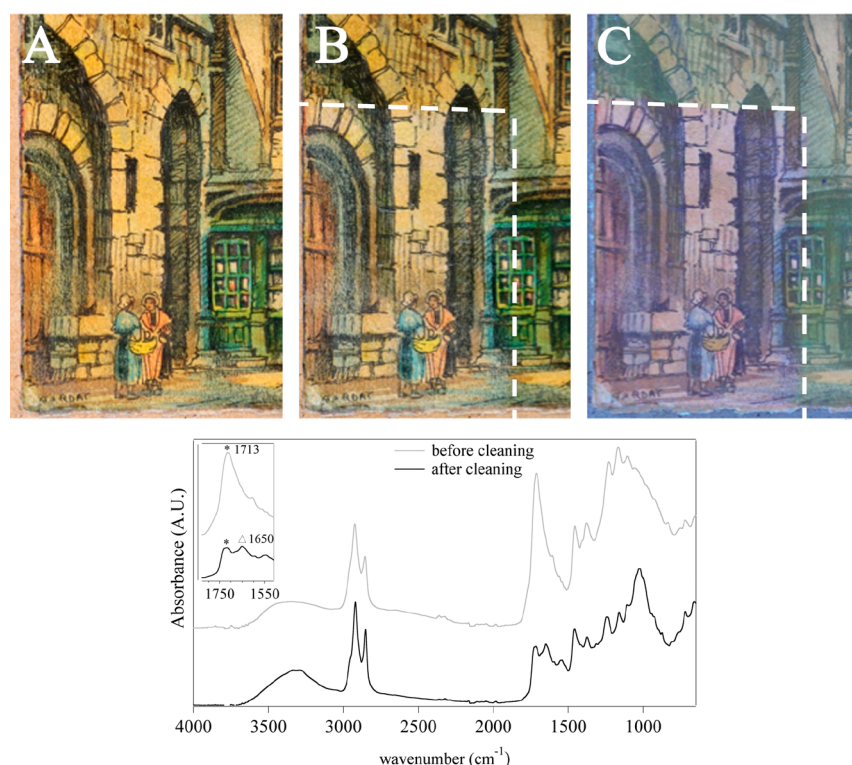 A B C
BARDAY
before cleaning
after cleaning
* 1713
* △ 1650
1750 1550
Absorbance (A.U.)
4000 3500 3000 2500 2000 1500 1000
wavenumber (cm⁻¹)